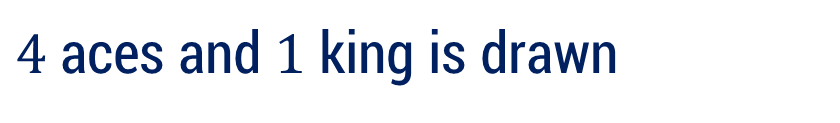 4 aces and 1 king is drawn